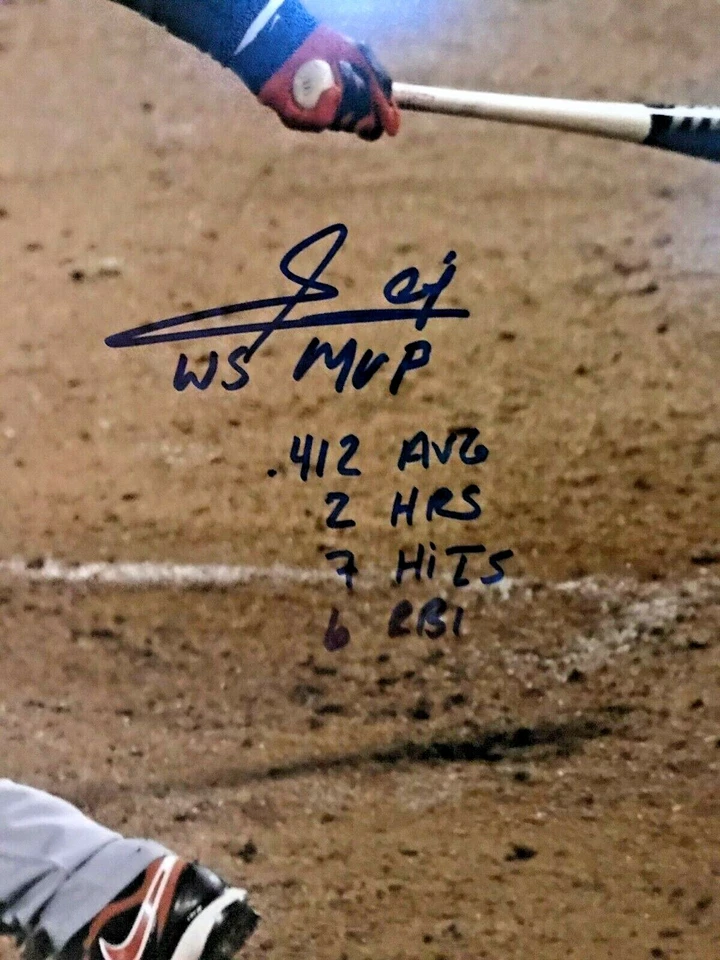 WS MVP
.412 AVG
2 HRS
7 HiTS
6 RBI